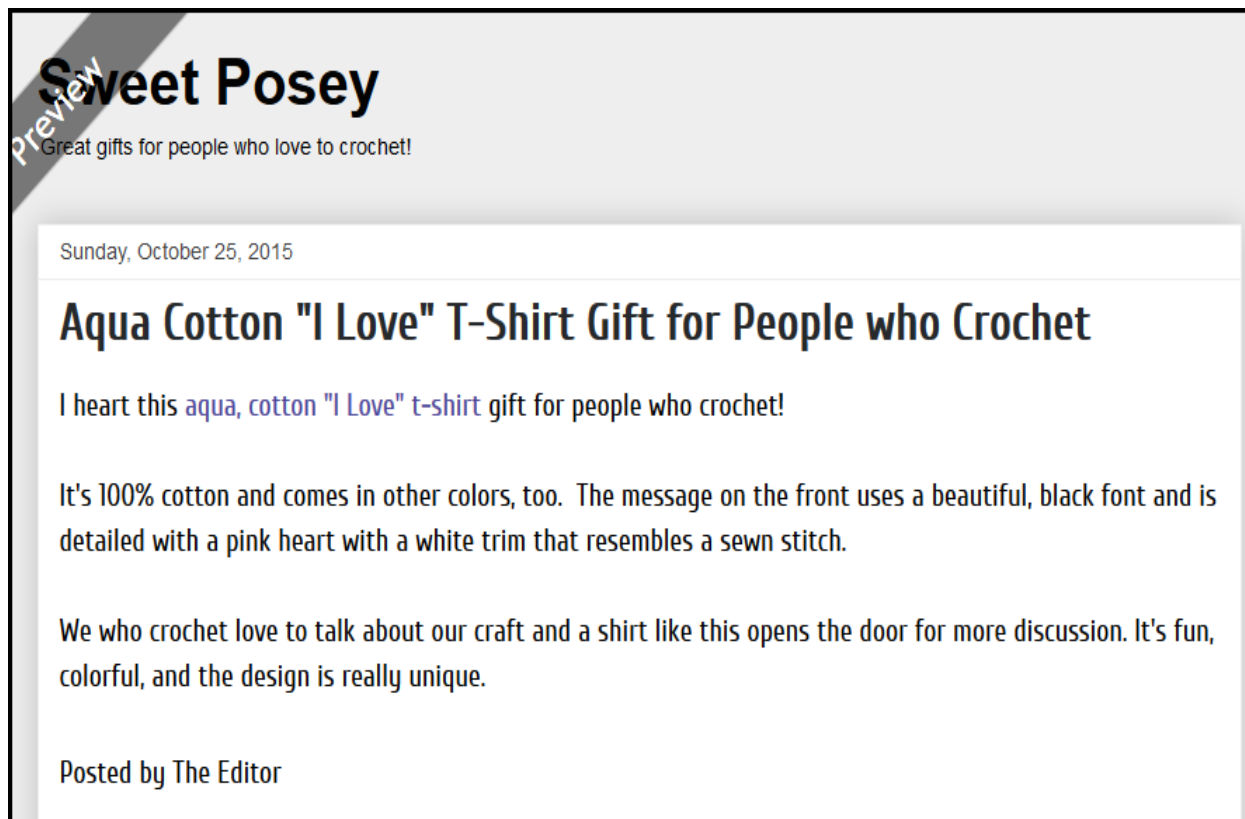 Preview
Sweet Posey
Great gifts for people who love to crochet!
Sunday, October 25, 2015
Aqua Cotton "I Love" T-Shirt Gift for People who Crochet
I heart this aqua, cotton "I Love" t-shirt gift for people who crochet!
It's 100% cotton and comes in other colors, too.  The message on the front uses a beautiful, black font and is
detailed with a pink heart with a white trim that resembles a sewn stitch.
We who crochet love to talk about our craft and a shirt like this opens the door for more discussion. It's fun,
colorful, and the design is really unique.
Posted by The Editor